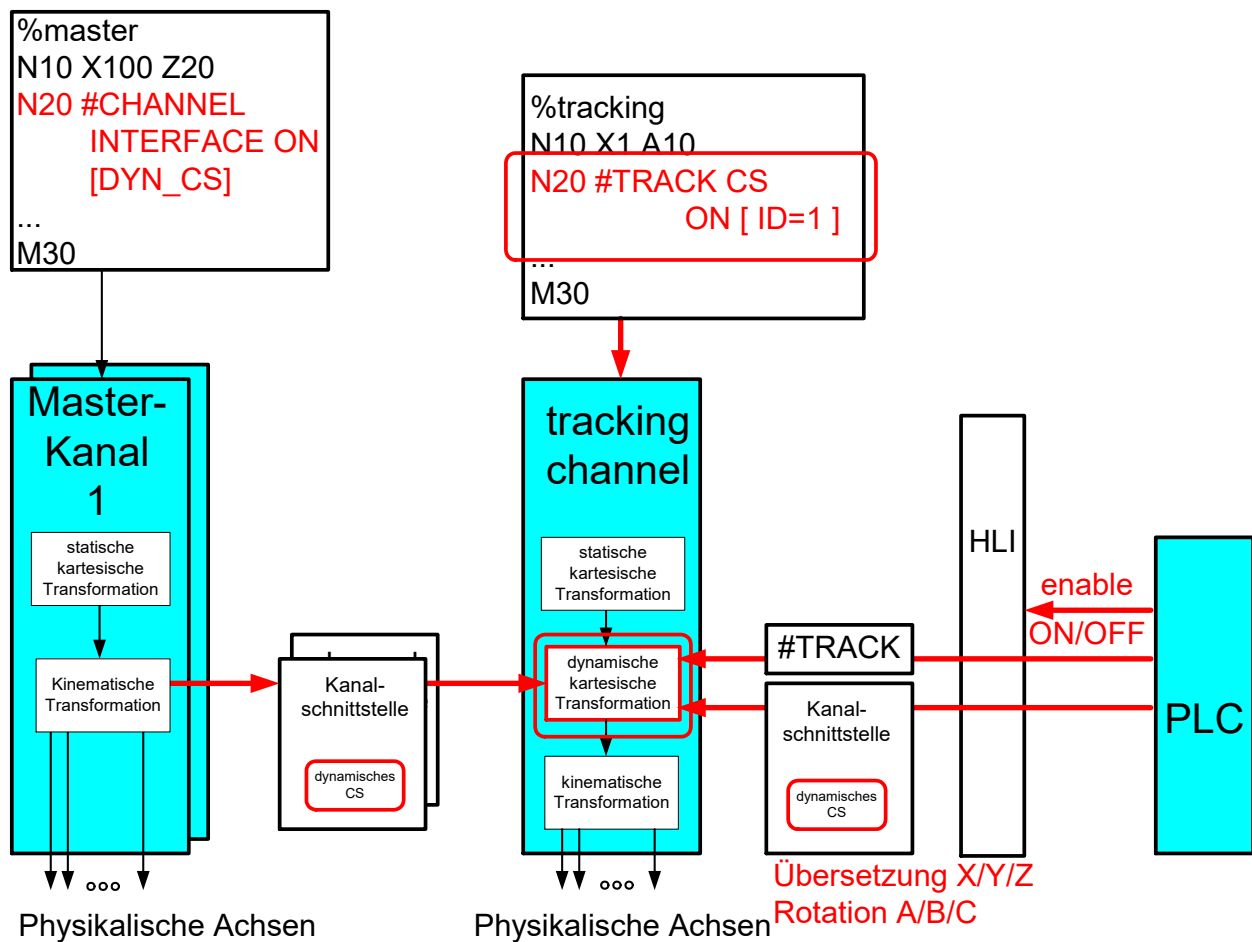 %master
N10 X100 Z20
N20 #CHANNEL
INTERFACE ON
[DYN_CS]
...
M30
%tracking
N10 X1 A10
N20 #TRACK CS
ON [ ID=1 ]
...
M30
Master-
Kanal
1
statische
kartesische
Transformation
Kinematische
Transformation
Physikalische Achsen
Kanal-
schnittstelle
dynamisches
CS
tracking
channel
statische
kartesische
Transformation
dynamische
kartesische
Transformation
kinematische
Transformation
Physikalische Achsen
#TRACK
Kanal-
schnittstelle
dynamisches
CS
Übersetzung X/Y/Z
Rotation A/B/C
HLI
enable
ON/OFF
PLC